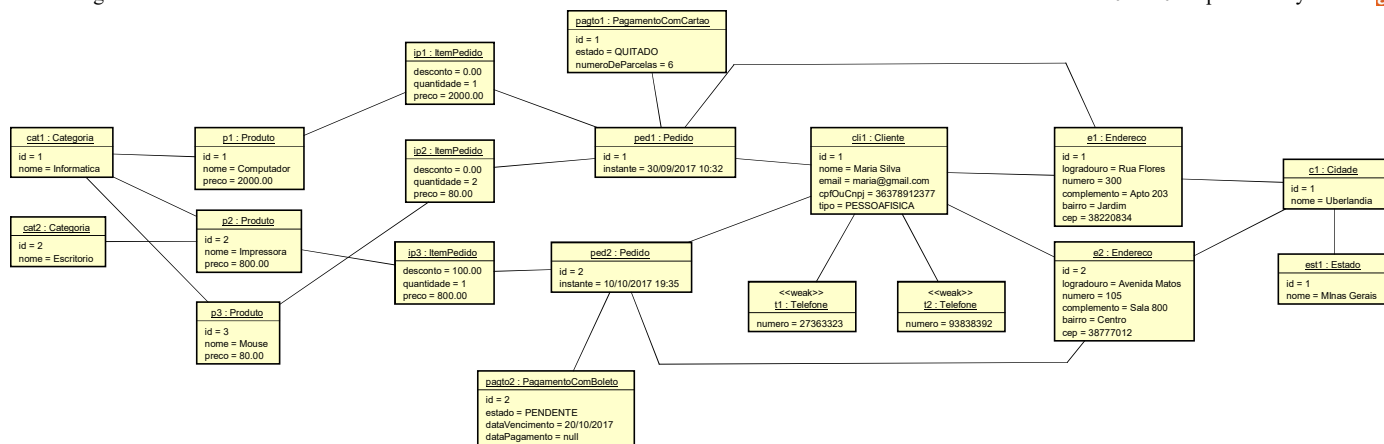 pagto1 : PagamentoComCartao
id = 1
estado = QUITADO
numeroDeParcelas = 6
ip1 : ItemPedido
desconto = 0.00
quantidade = 1
preco = 2000.00
cat1 : Categoria
id = 1
nome = Informatica
p1 : Produto
id = 1
nome = Computador
preco = 2000.00
ip2 : ItemPedido
desconto = 0.00
quantidade = 2
preco = 80.00
ped1 : Pedido
id = 1
instante = 30/09/2017 10:32
cli1 : Cliente
id = 1
nome = Maria Silva
email = maria@gmail.com
cpfOuCnpj = 36378912377
tipo = PESSOAFISICA
e1 : Endereco
id = 1
logradouro = Rua Flores
numero = 300
complemento = Apto 203
bairro = Jardim
cep = 38220834
c1 : Cidade
id = 1
nome = Uberlandia
cat2 : Categoria
id = 2
nome = Escritorio
p2 : Produto
id = 2
nome = Impressora
preco = 800.00
ip3 : ItemPedido
desconto = 100.00
quantidade = 1
preco = 800.00
ped2 : Pedido
id = 2
instante = 10/10/2017 19:35
e2 : Endereco
id = 2
logradouro = Avenida Matos
numero = 105
complemento = Sala 800
bairro = Centro
cep = 38777012
est1 : Estado
id = 1
nome = MInas Gerais
<<weak>>
t1 : Telefone
numero = 27363323
<<weak>>
t2 : Telefone
numero = 93838392
p3 : Produto
id = 3
nome = Mouse
preco = 80.00
pagto2 : PagamentoComBoleto
id = 2
estado = PENDENTE
dataVencimento = 20/10/2017
dataPagamento = null